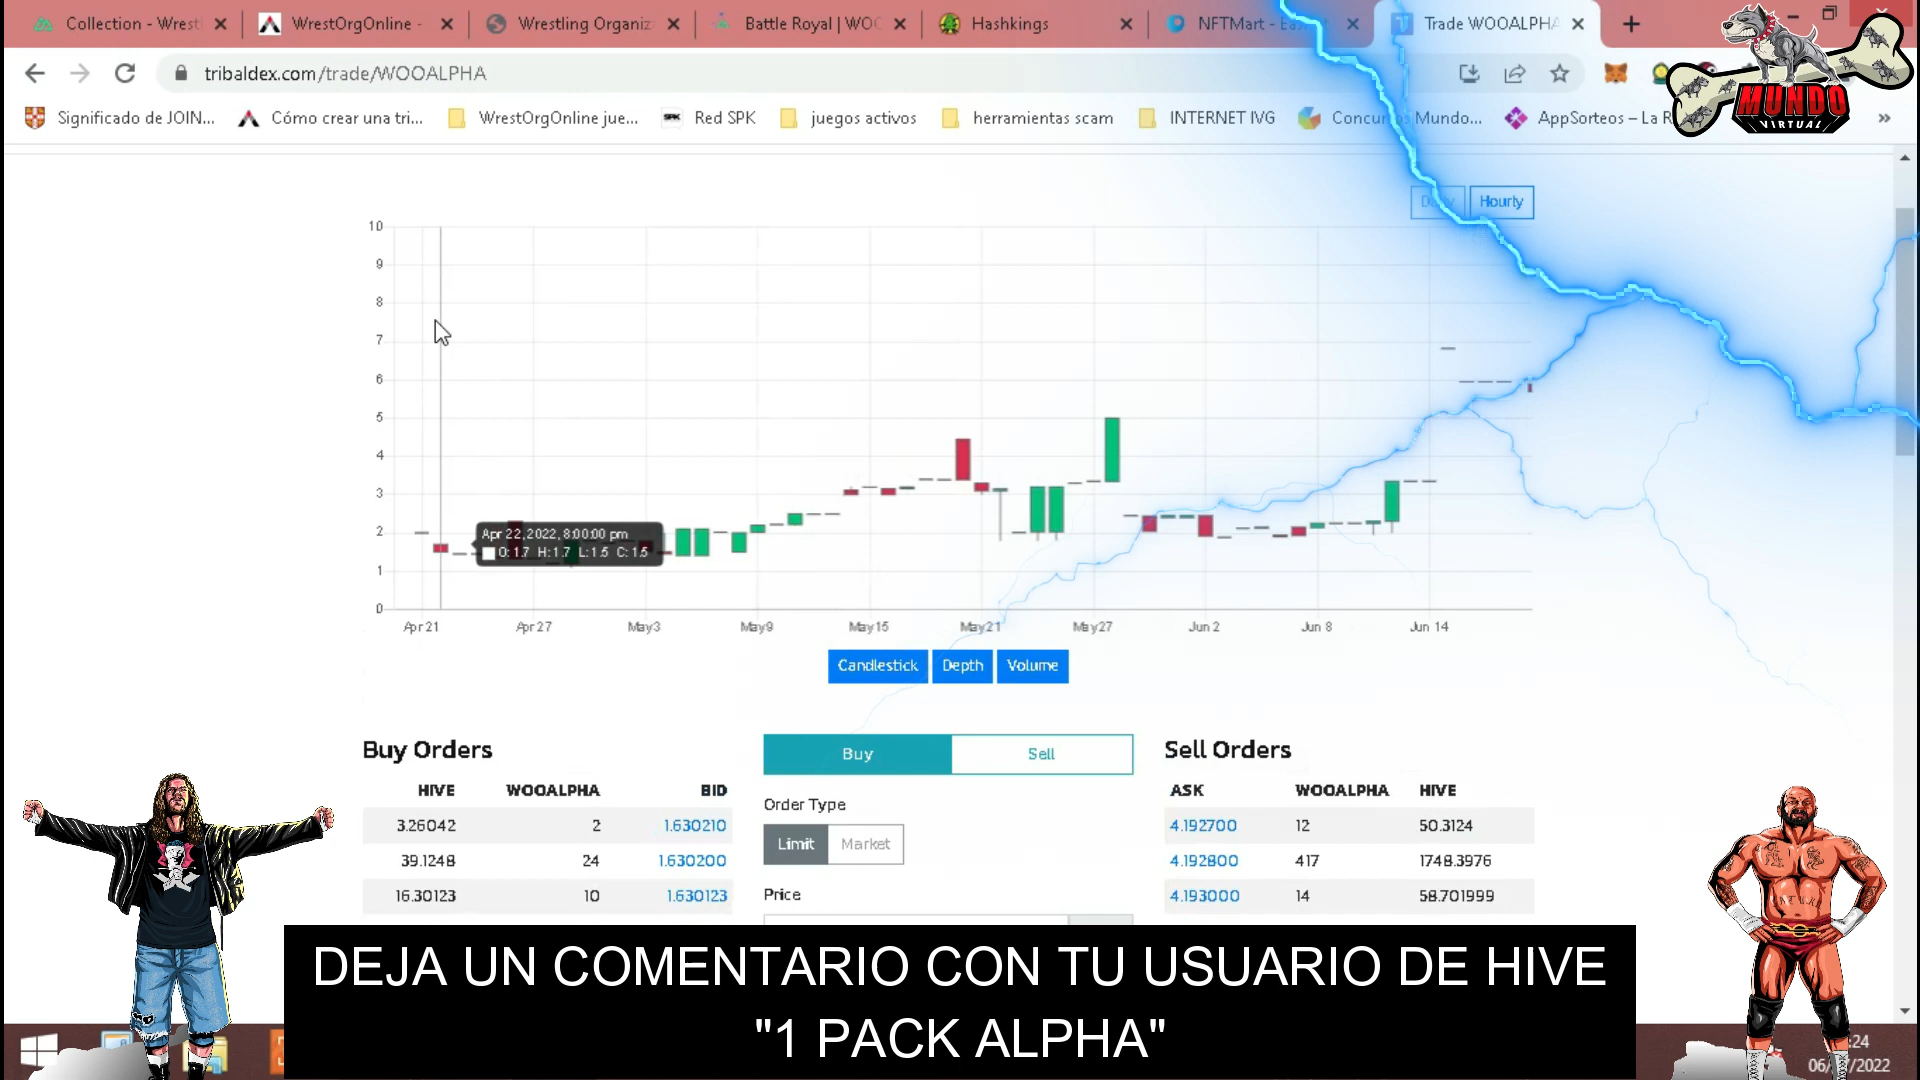 Collection - Wrest
WrestOrgOnline -
Wrestling Organiz
Battle Royal | WOO
Hashkings
NFTMart - Eas
Trade WOOALPHA
tribaldex.com/trade/WOOALPHA
Significado de JOIN...
Cómo crear una tri...
WrestOrgOnline jue...
Red SPK
juegos activos
herramientas scam
INTERNET IVG
Concursos Mundo...
AppSorteos – La R
»
MUNDO
VIRTUAL
Hourly
10
9
8
7
6
5
4
3
2
1
0
Apr 22, 2022, 8:00:00 pm
O: 1.7 H: 1.7 L: 1.5 C: 1.5
Apr 21
Apr 27
May 3
May 9
May 15
May 21
May 27
Jun 2
Jun 8
Jun 14
Candlestick
Depth
Volume
Buy Orders
HIVE WOOALPHA BID
3.26042 2 1.630210
39.1248 24 1.630200
16.30123 10 1.630123
Buy
Sell
Order Type
Limit
Market
Price
Sell Orders
ASK WOOALPHA HIVE
4.192700 12 50.3124
4.192800 417 1748.3976
4.193000 14 58.701999
DEJA UN COMENTARIO CON TU USUARIO DE HIVE
"1 PACK ALPHA"